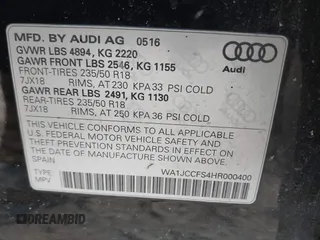 MFD. BY AUDI AG 0516
GVWR LBS 4894, KG 2220
GAWR FRONT LBS 2546, KG 1155
FRONT-TIRES 235/50 R18
7JX18 RIMS, AT 230 KPA 33 PSI COLD
GAWR REAR LBS 2491, KG 1130
REAR-TIRES 235/50 R18
7JX18 RIMS, AT 250 KPA 36 PSI COLD
Audi
THIS VEHICLE CONFORMS TO ALL APPLICABLE
U.S. FEDERAL MOTOR VEHICLE SAFETY AND
THEFT PREVENTION STANDARDS IN EFFECT ON
THE DATE OF MANUFACTURE SHOWN ABOVE.
SPAIN
TYPE: WA1JCCFS4HR000400
MPV
DREAMBID